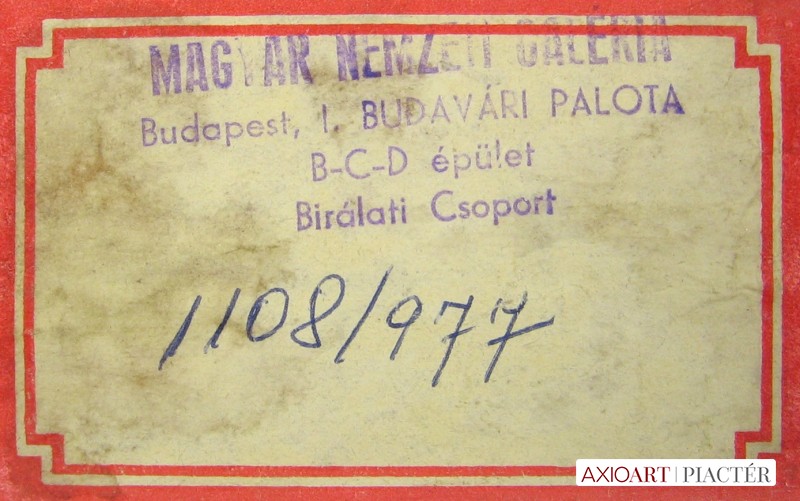 MAGYAR NEMZETI GALÉRIA
Budapest, I. BUDAVÁRI PALOTA
B-C-D épület
Birálati Csoport
1108/977
AXIOART | PIACTÉR